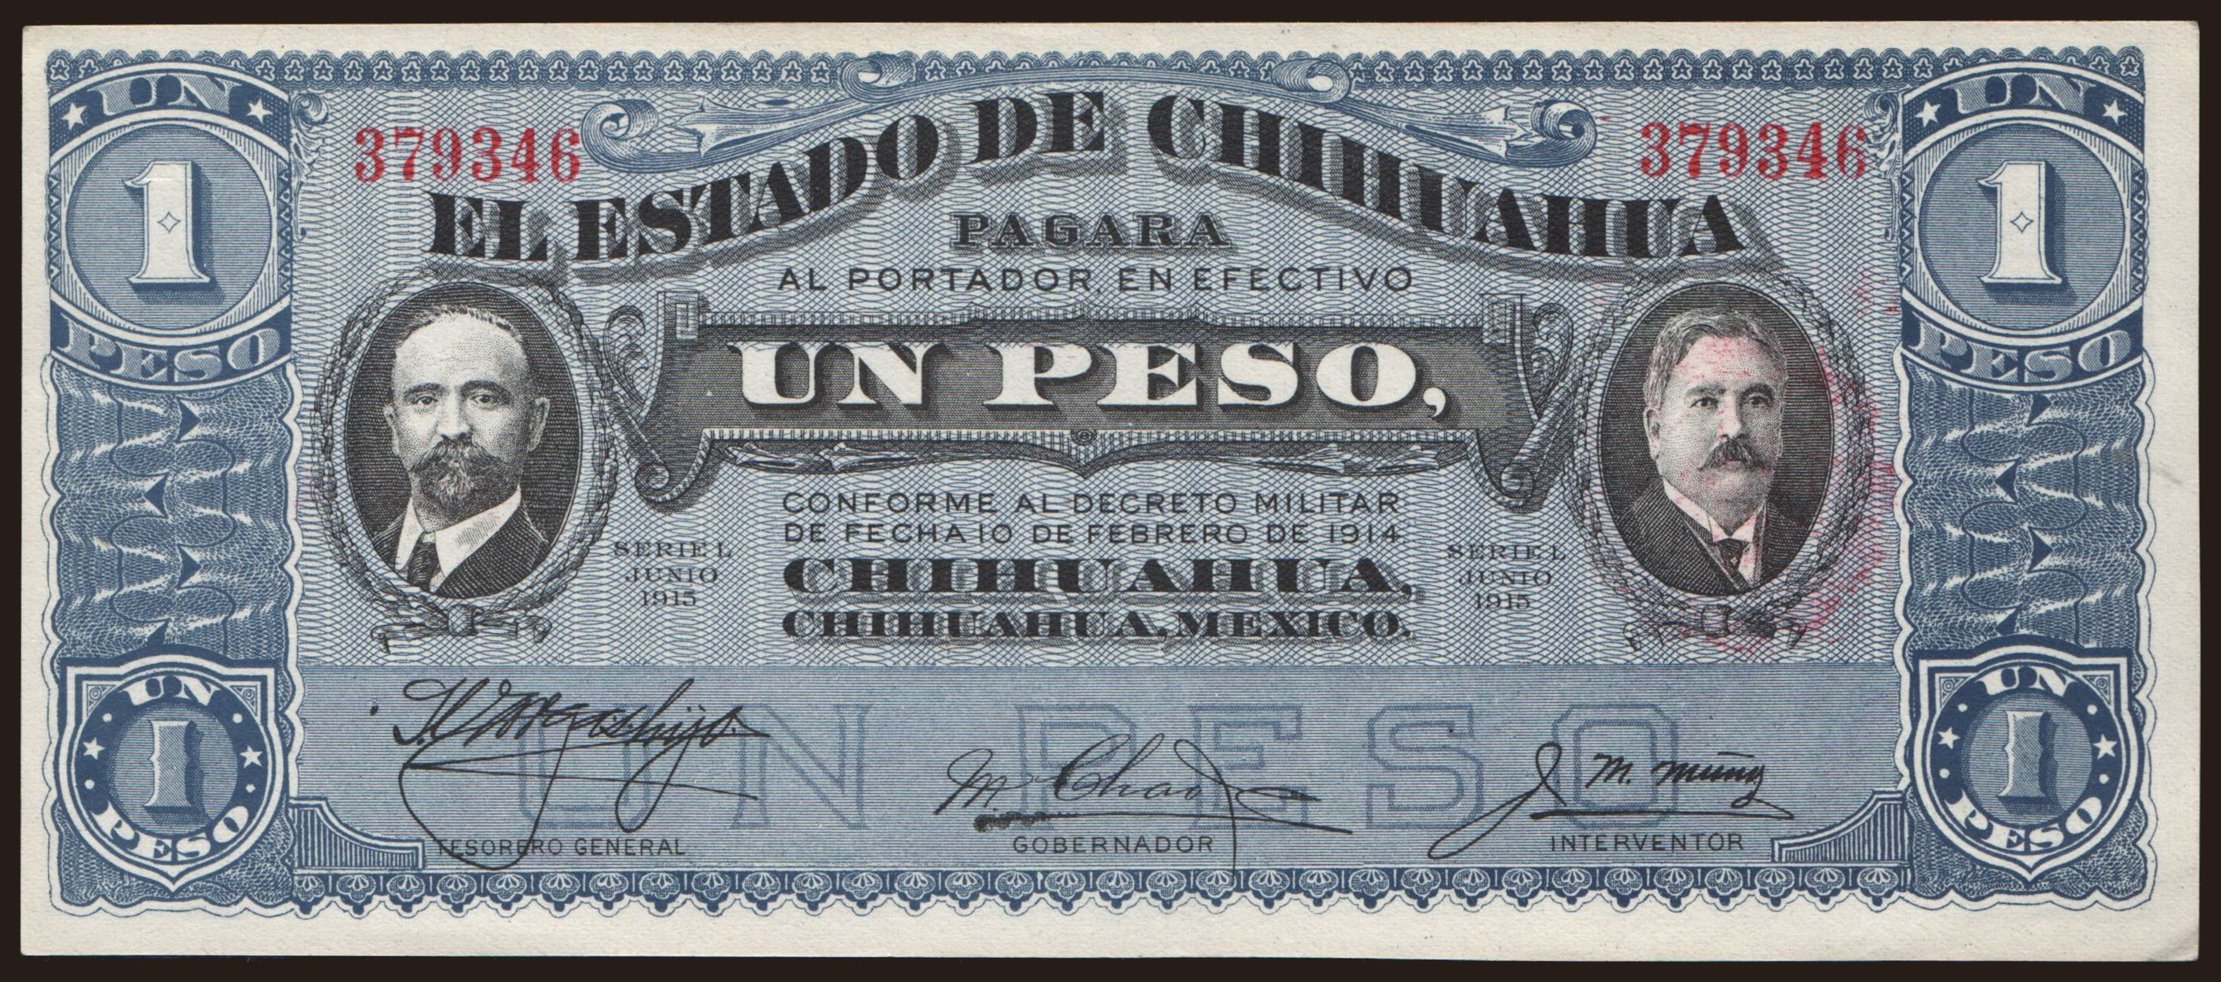 UN
1
PESO
379346
EL ESTADO DE CHIHUAHUA
379346
UN
1
PESO
PAGARA
AL PORTADOR, EN EFECTIVO
UN PESO,
CONFORME AL DECRETO MILITAR
DE FECHA 10 DE FEBRERO DE 1914
CHIHUAHUA,
CHIHUAHUA, MEXICO.
SERIE L
JUNIO
1915
SERIE L
JUNIO
1915
UN PESO
UN
1
PESO
TESORERO GENERAL
GOBERNADOR
J. M. Muñoz
INTERVENTOR
UN
1
PESO